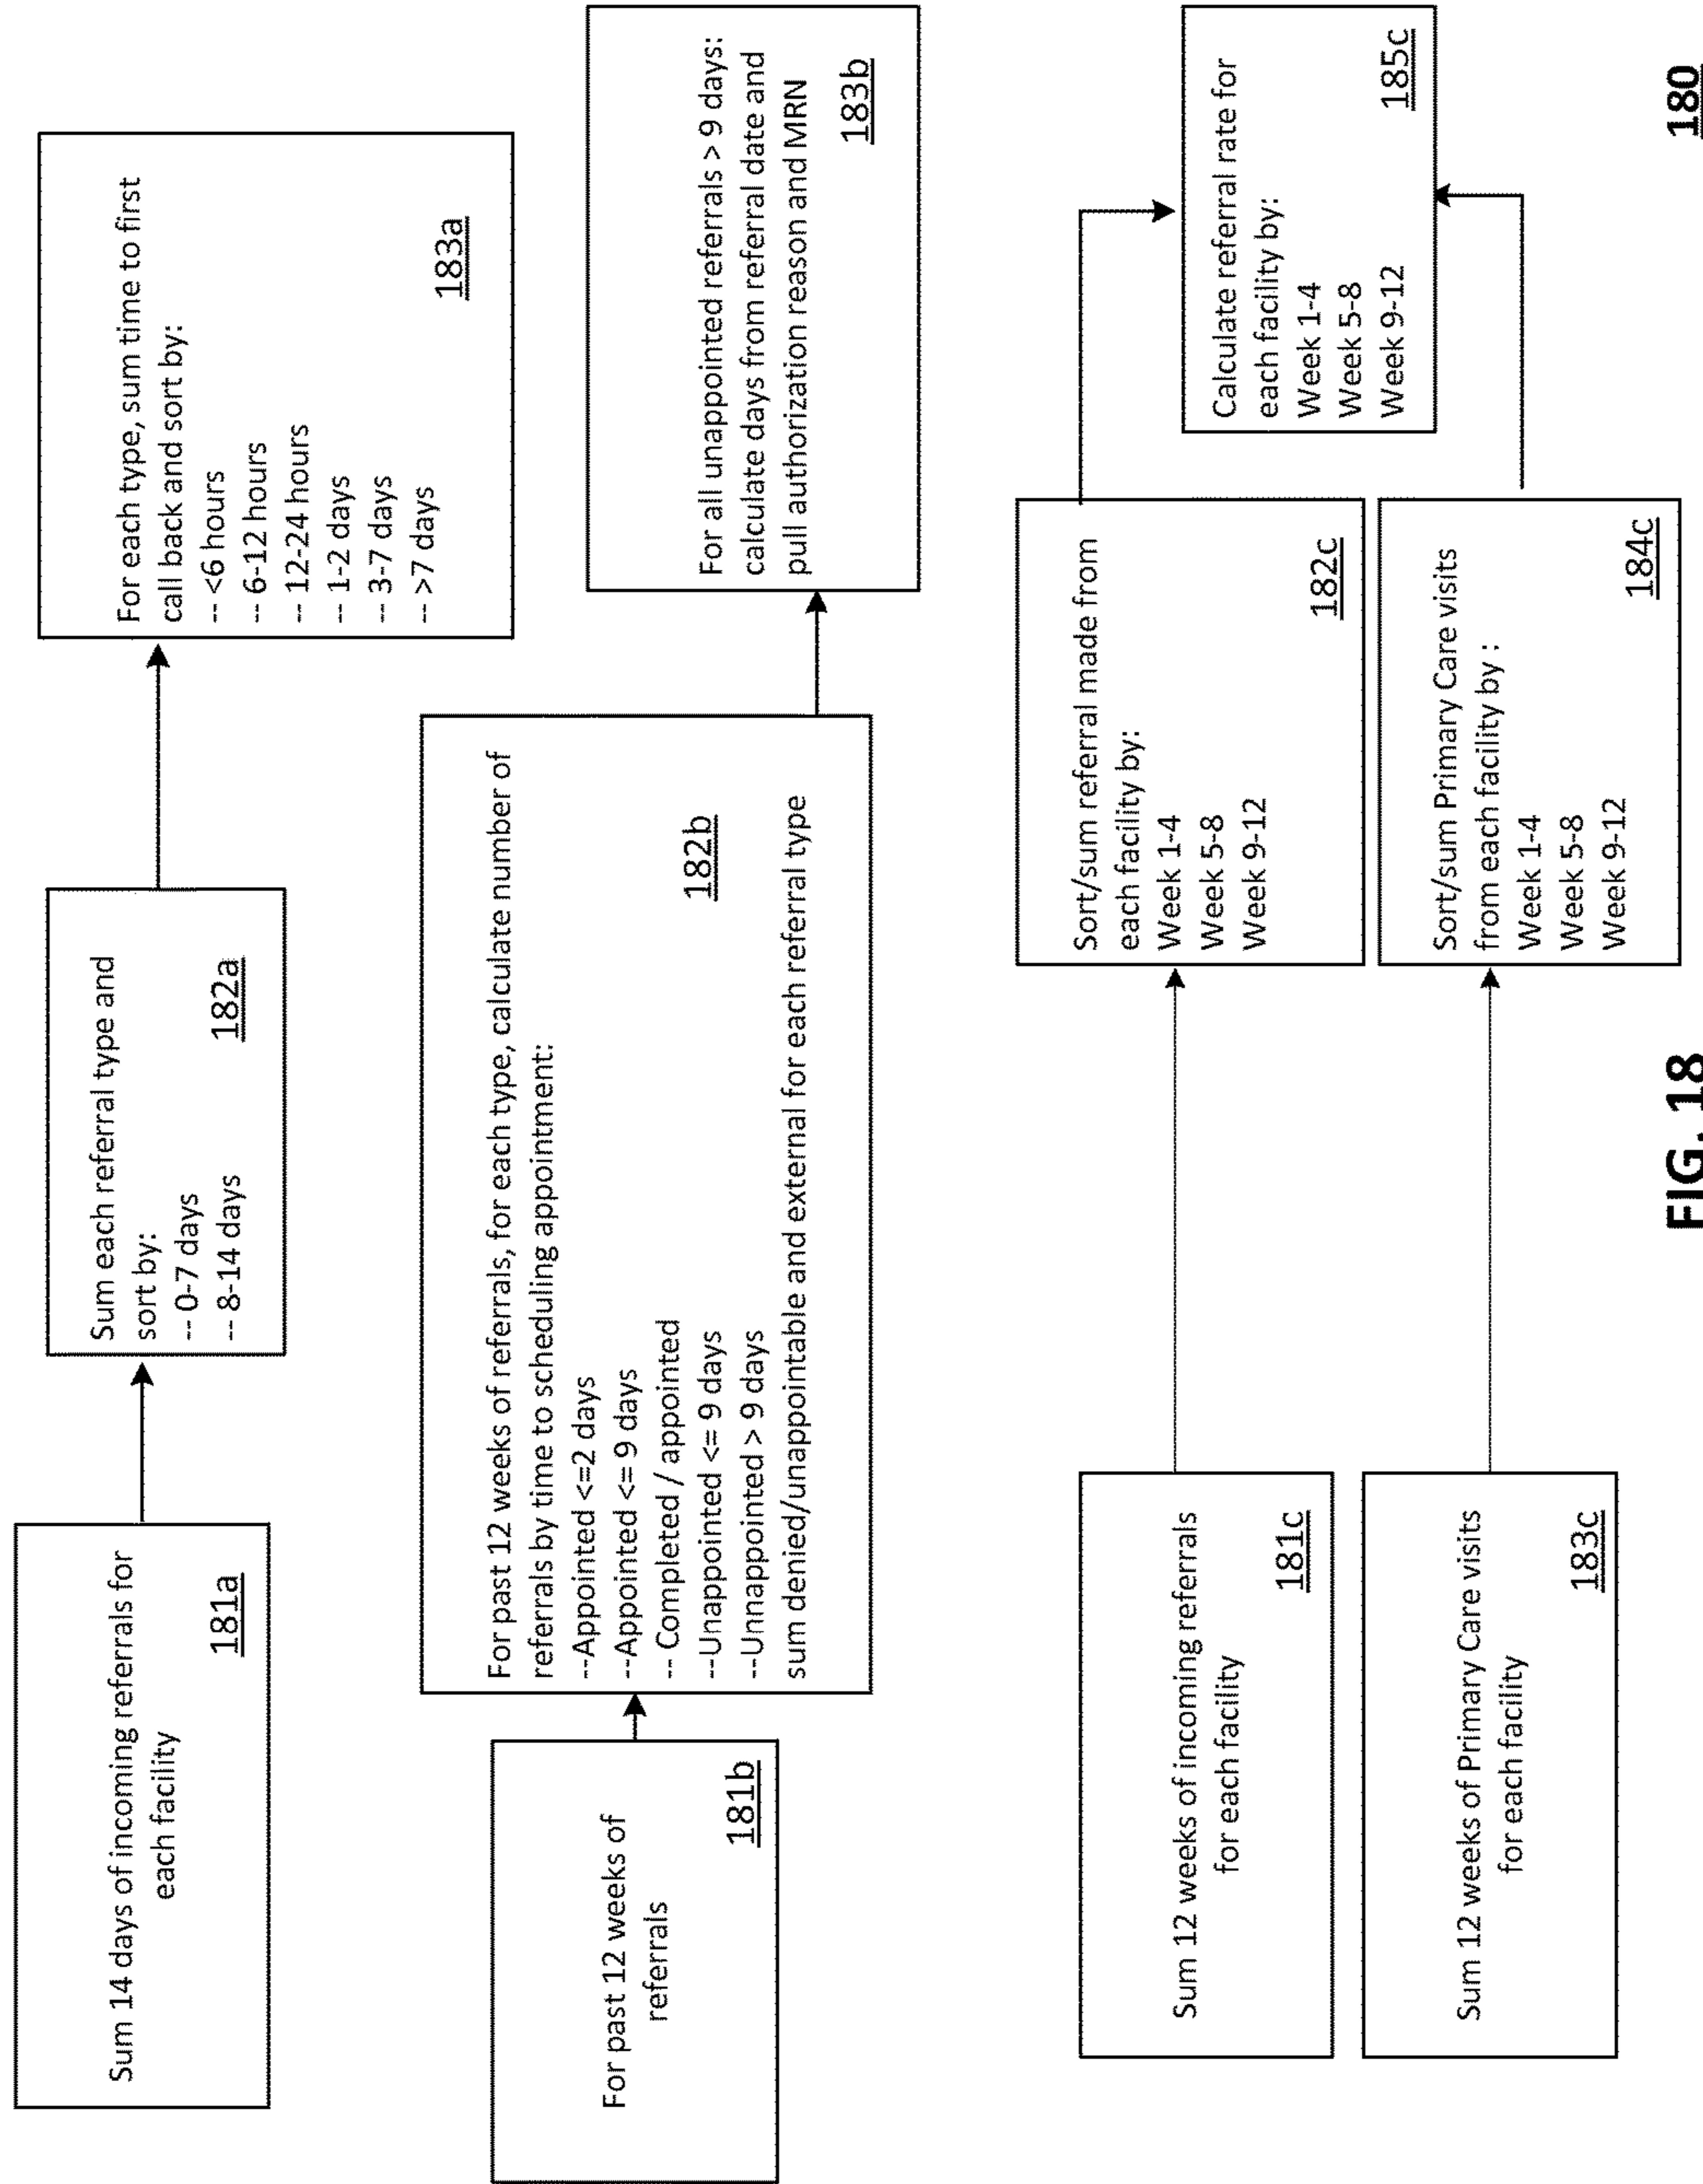 Sum 14 days of incoming referrals for
each facility
181a
Sum each referral type and
sort by:
-- 0-7 days
-- 8-14 days
182a
For each type, sum time to first
call back and sort by:
-- <6 hours
-- 6-12 hours
-- 12-24 hours
-- 1-2 days
-- 3-7 days
-- >7 days
183a
For past 12 weeks of
referrals
181b
For past 12 weeks of referrals, for each type, calculate number of
referrals by time to scheduling appointment:
--Appointed <=2 days
--Appointed <= 9 days
-- Completed / appointed
--Unappointed <= 9 days
--Unnappointed > 9 days
sum denied/unappointable and external for each referral type
182b
For all unappointed referrals > 9 days:
calculate days from referral date and
pull authorization reason and MRN
183b
Sum 12 weeks of incoming referrals
for each facility
181c
Sort/sum referral made from
each facility by:
Week 1-4
Week 5-8
Week 9-12
182c
Sum 12 weeks of Primary Care visits
for each facility
183c
Sort/sum Primary Care visits
from each facility by :
Week 1-4
Week 5-8
Week 9-12
184c
Calculate referral rate for
each facility by:
Week 1-4
Week 5-8
Week 9-12
185c
FIG. 18
180